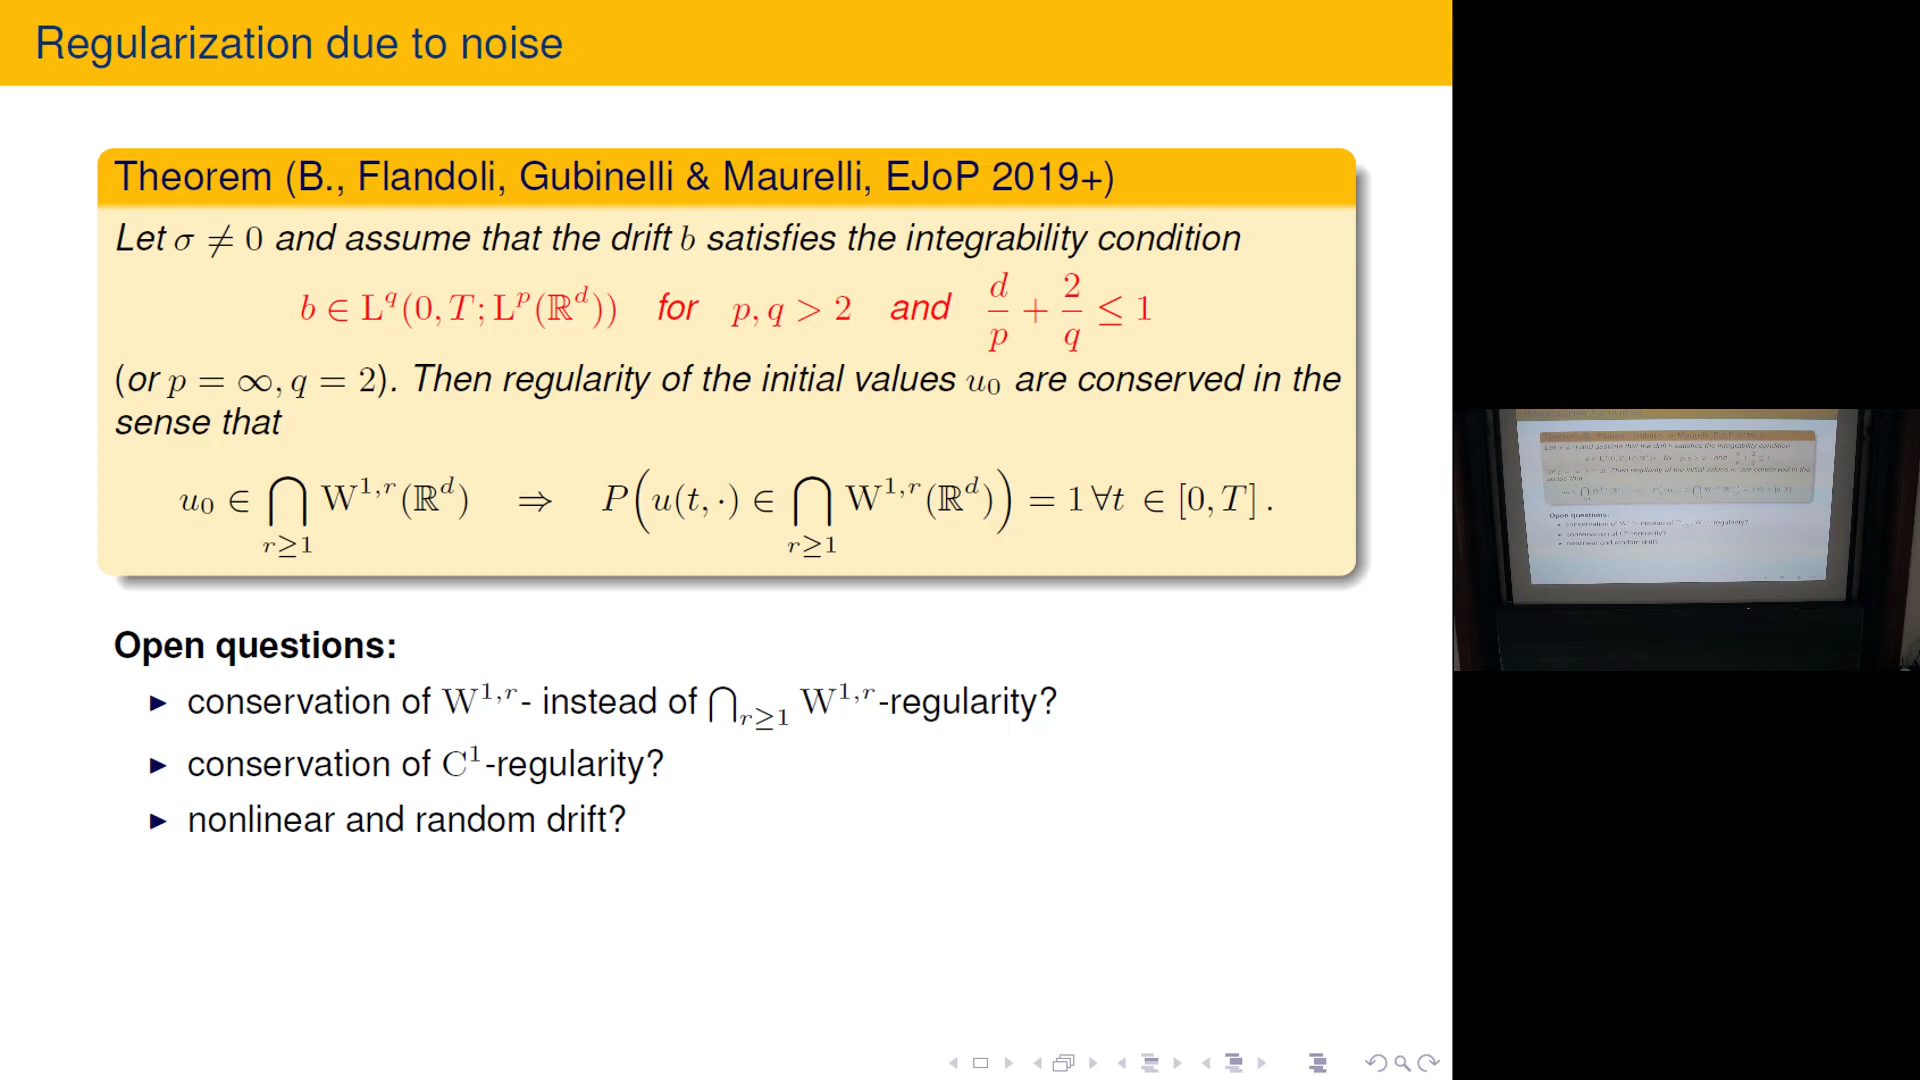 Regularization due to noise
Theorem (B., Flandoli, Gubinelli & Maurelli, EJoP 2019+)
Let σ ≠ 0 and assume that the drift b satisfies the integrability condition
b ∈ L^q(0, T; L^p(ℝ^d)) for p, q > 2 and d/p + 2/q ≤ 1
(or p = ∞, q = 2). Then regularity of the initial values u₀ are conserved in the
sense that
u₀ ∈ ⋂_{r≥1} W^{1,r}(ℝ^d) ⇒ P(u(t, ·) ∈ ⋂_{r≥1} W^{1,r}(ℝ^d)) = 1 ∀t ∈ [0, T].
Open questions:
▶ conservation of W^{1,r}- instead of ⋂_{r≥1} W^{1,r}-regularity?
▶ conservation of C^1-regularity?
▶ nonlinear and random drift?